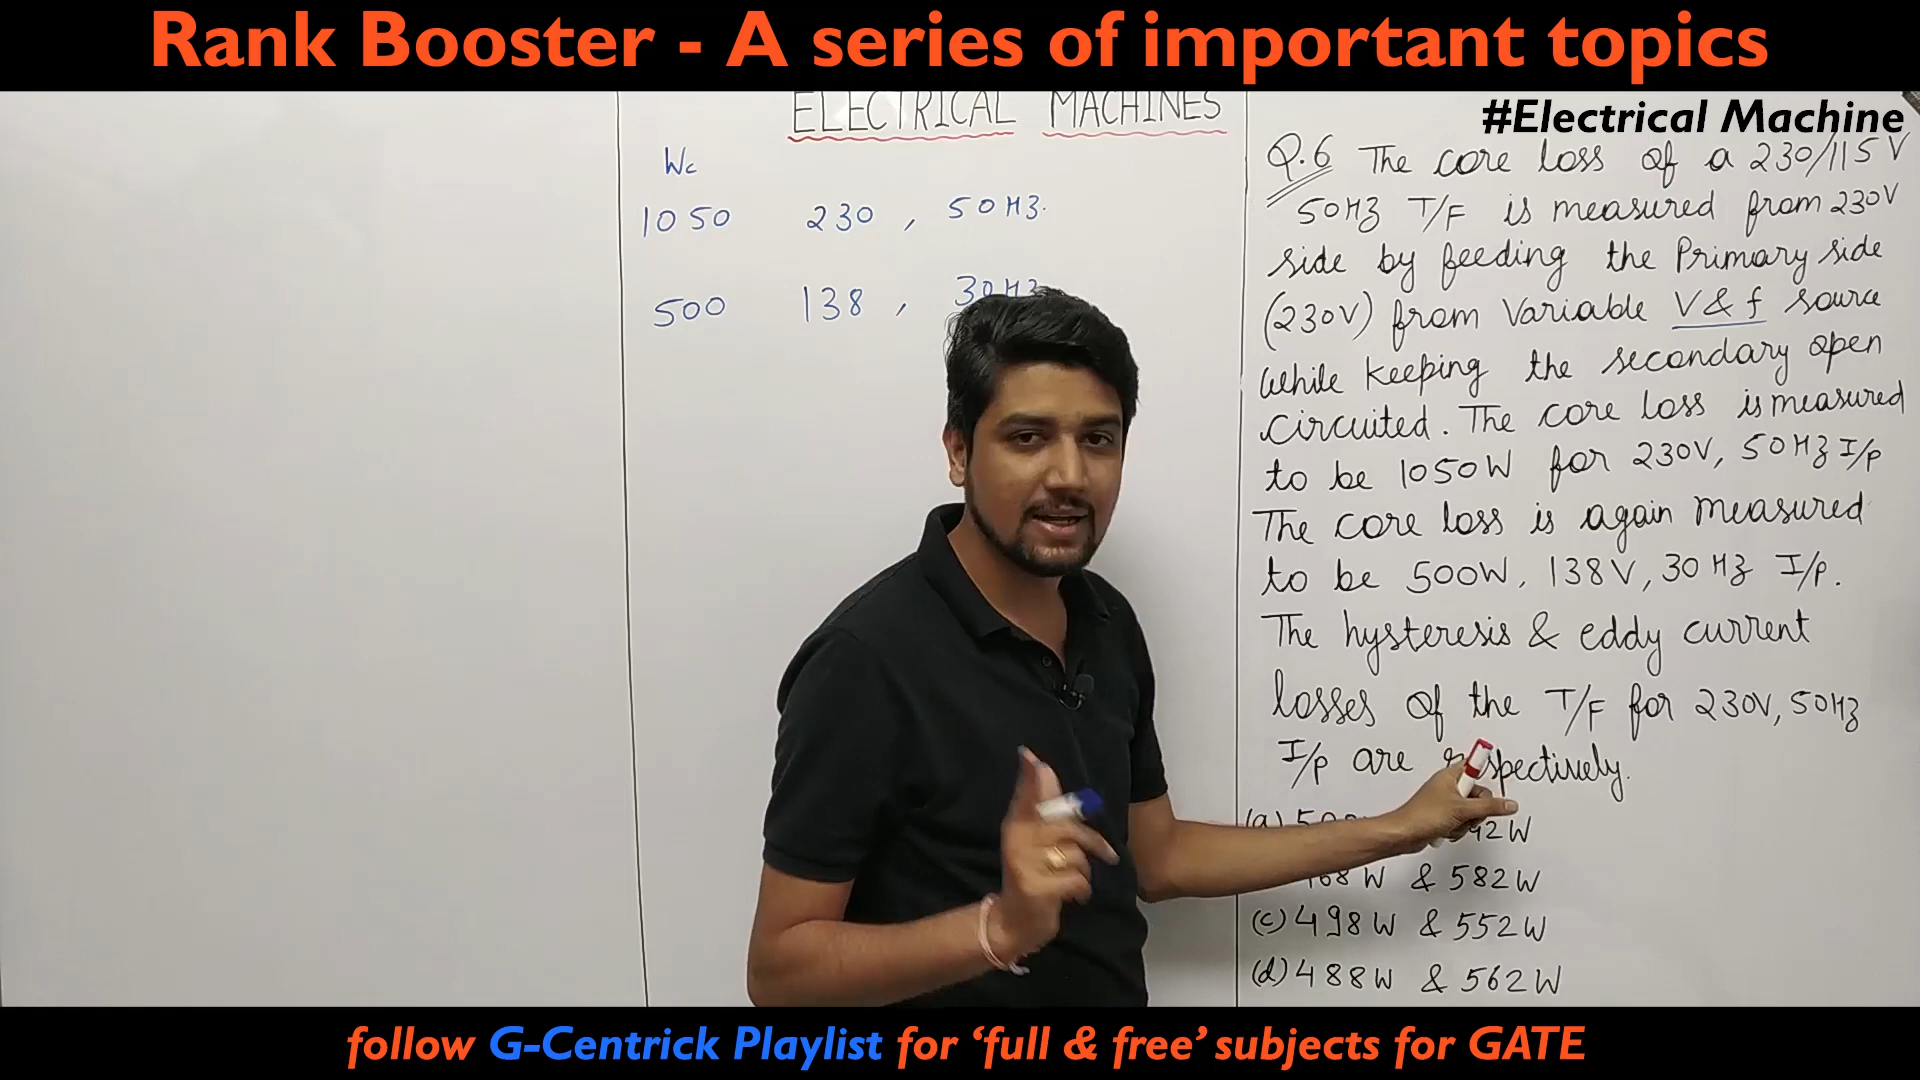 Rank Booster - A series of important topics
#Electrical Machine
ELECTRICAL MACHINES
Wc
1050 230 , 50Hz.
500 138 , 30Hz
Q.6 The core loss of a 230/115 V
50Hz T/F is measured from 230V
side by feeding the Primary side
(230V) from Variable V & f source
while keeping the secondary open
circuited. The core loss is measured
to be 1050W for 230V, 50Hz I/p
The core loss is again measured
to be 500W, 138V, 30Hz I/p.
The hysteresis & eddy current
losses of the T/F for 230V, 50Hz
I/p are respectively.
(a)
W
& 582W
(c) 498W & 552W
(d) 488W & 562W
follow G-Centrick Playlist for ‘full & free’ subjects for GATE